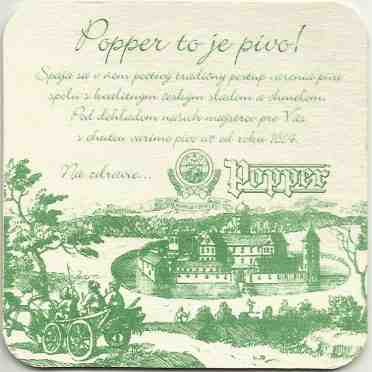 Popper to je pivo!
Spája sa v ňom poctivý tradičný postup varenia piva
spolu s kvalitným českým sladom a chmeľom.
Pod dohľadom našich majstrov pre Vás
s chuťou varíme pivo už od roku
Na zdravie...
Popper